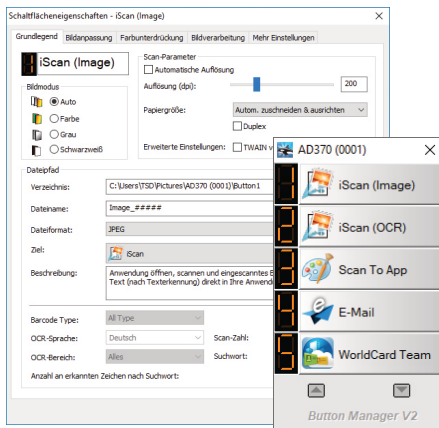 Schaltflächeneigenschaften - iScan (Image)
Grundlegend Bildanpassung Farbunterdrückung Bildverarbeitung Mehr Einstellungen
1 iScan (Image)
Bildmodus
Auto
Farbe
Grau
Schwarzweiß
Scan-Parameter
Automatische Auflösung
Auflösung (dpi): 200
Papiergröße: Autom. zuschneiden & ausrichten
Duplex
Erweiterte Einstellungen: TWAIN
Dateipfad
Verzeichnis: C:\Users\TSD\Pictures\AD370 (0001)\Button1
Dateiname: Image_#####
Dateiformat: JPEG
Ziel: iScan
Beschreibung: Anwendung öffnen, scannen und eingescanntes
Text (nach Texterkennung) direkt in Ihre
Barcode Type: All Type
OCR-Sprache: Deutsch Scan-Zahl:
OCR-Bereich: Alles Suchwort:
Anzahl an erkannten Zeichen nach Suchwort:
AD370 (0001)
1 iScan (Image)
2 iScan (OCR)
3 Scan To App
4 E-Mail
5 WorldCard Team
Button Manager V2